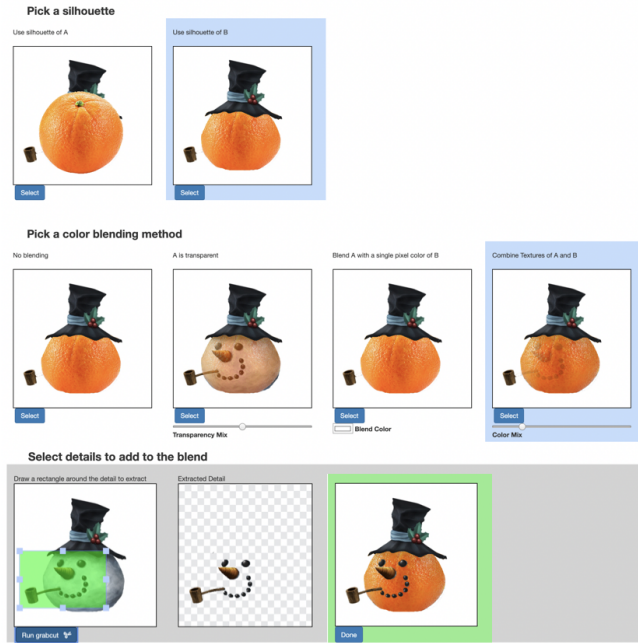 Pick a silhouette
Use silhouette of A
Use silhouette of B
Select
Select
Pick a color blending method
No blending
A is transparent
Blend A with a single pixel color of B
Combine Textures of A and B
Select
Select
Select
Select
Transparency Mix
Blend Color
Color Mix
Select details to add to the blend
Draw a rectangle around the detail to extract
Extracted Detail
Run grabcut
Done